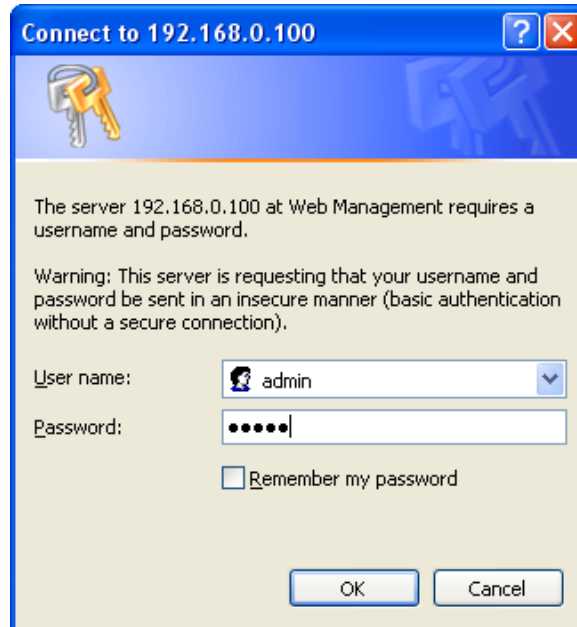 Connect to 192.168.0.100
The server 192.168.0.100 at Web Management requires a
username and password.
Warning: This server is requesting that your username and
password be sent in an insecure manner (basic authentication
without a secure connection).
User name:
admin
Password:
•••••
Remember my password
OK
Cancel